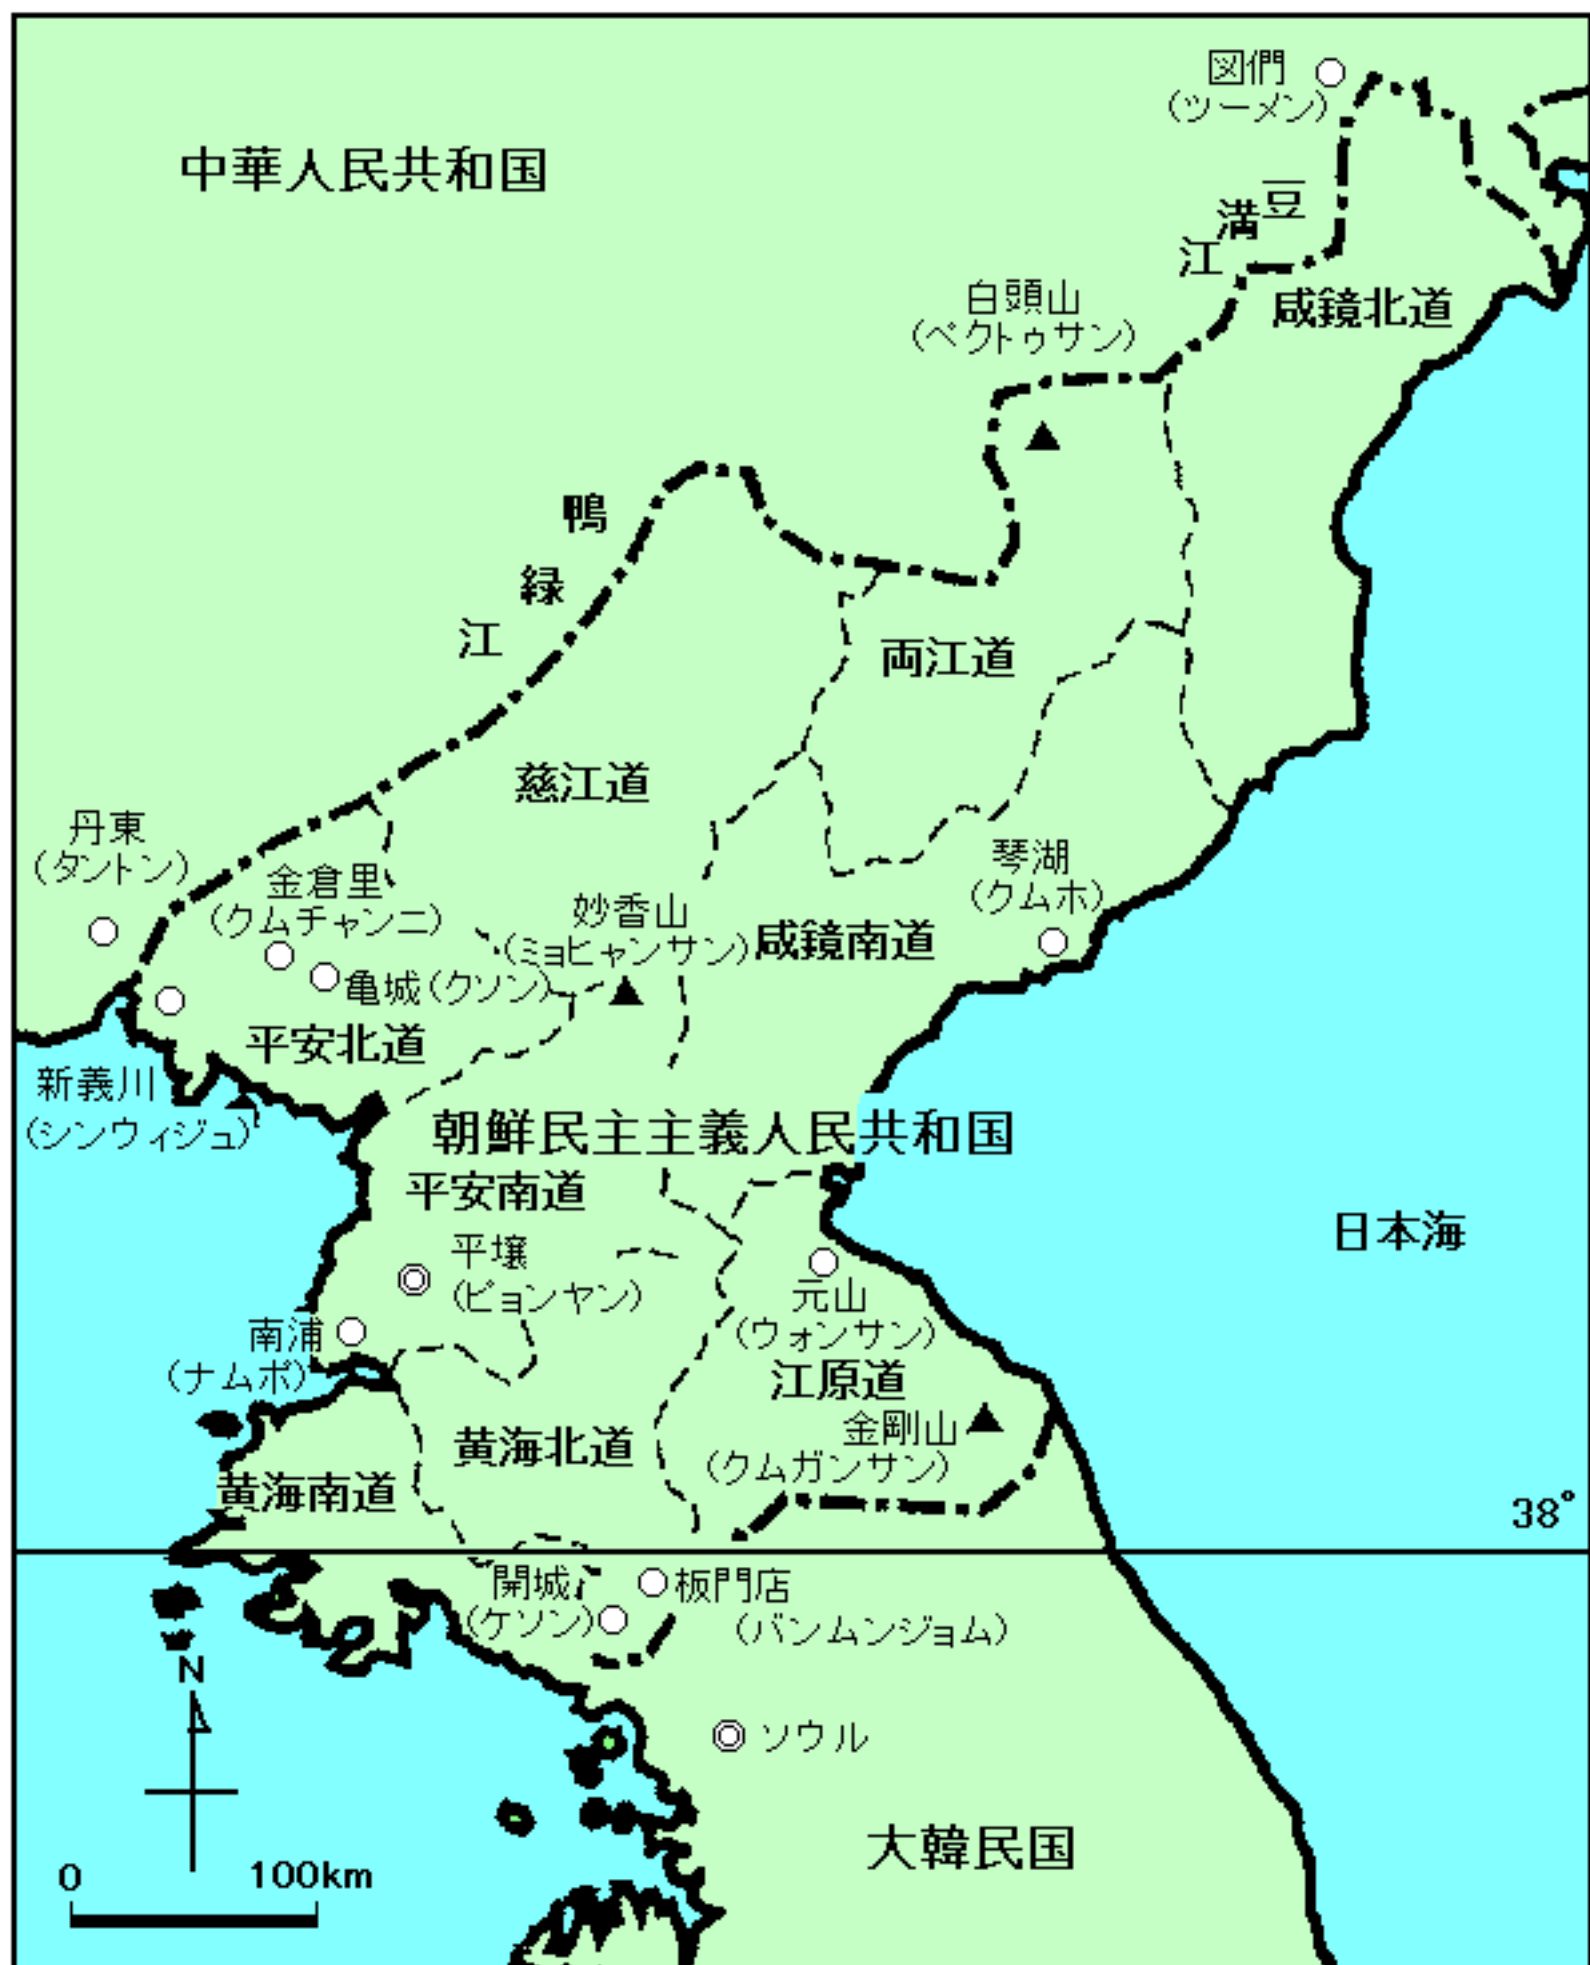 図們
(ツーメン)
中華人民共和国
豆
満
江
白頭山
(ペクトゥサン)
咸鏡北道
鴨
緑
江
両江道
慈江道
丹東
(タントン)
金倉里
(クムチャンニ)
琴湖
(クムホ)
妙香山
(ミョヒャンサン)
咸鏡南道
亀城(クソン)
平安北道
新義川
(シンウィジュ)
朝鮮民主主義人民共和国
平安南道
日本海
平壌
(ピョンヤン)
元山
(ウォンサン)
南浦
(ナムポ)
江原道
金剛山
(クムガンサン)
黄海北道
黄海南道
38°
開城
(ケソン)
板門店
(パンムンジョム)
N
ソウル
大韓民国
0 100km